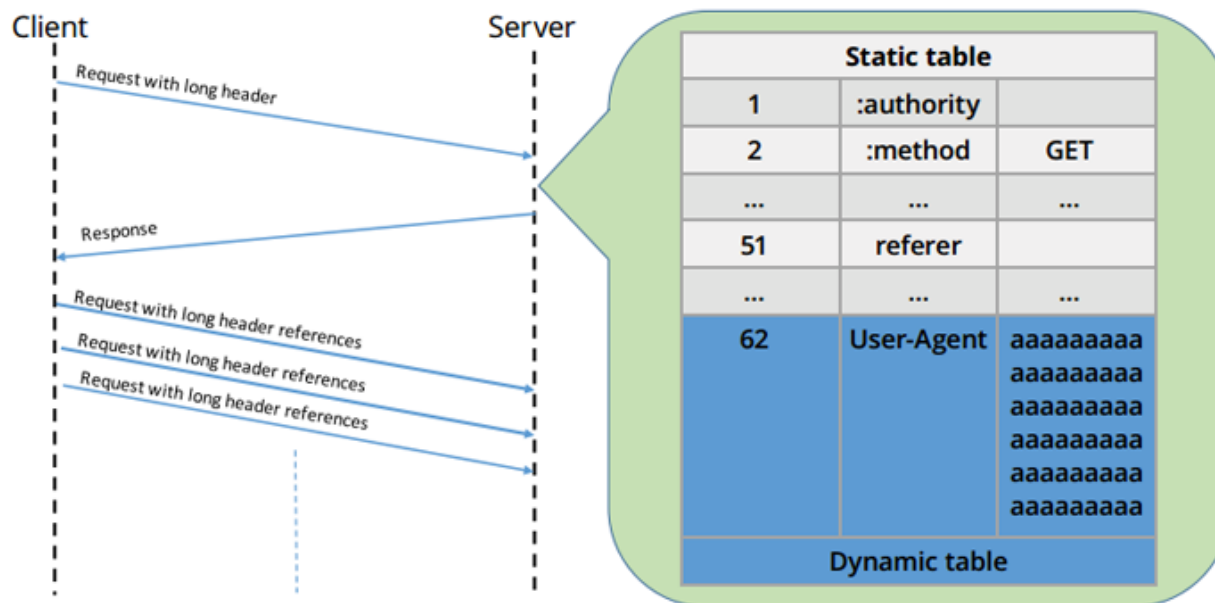 Client
Server
Request with long header
Response
Request with long header references
Request with long header references
Request with long header references
Static table
1 :authority
2 :method GET
... ... ...
51 referer
... ... ...
62 User-Agent aaaaaaaaa
aaaaaaaaa
aaaaaaaaa
aaaaaaaaa
aaaaaaaaa
aaaaaaaaa
Dynamic table